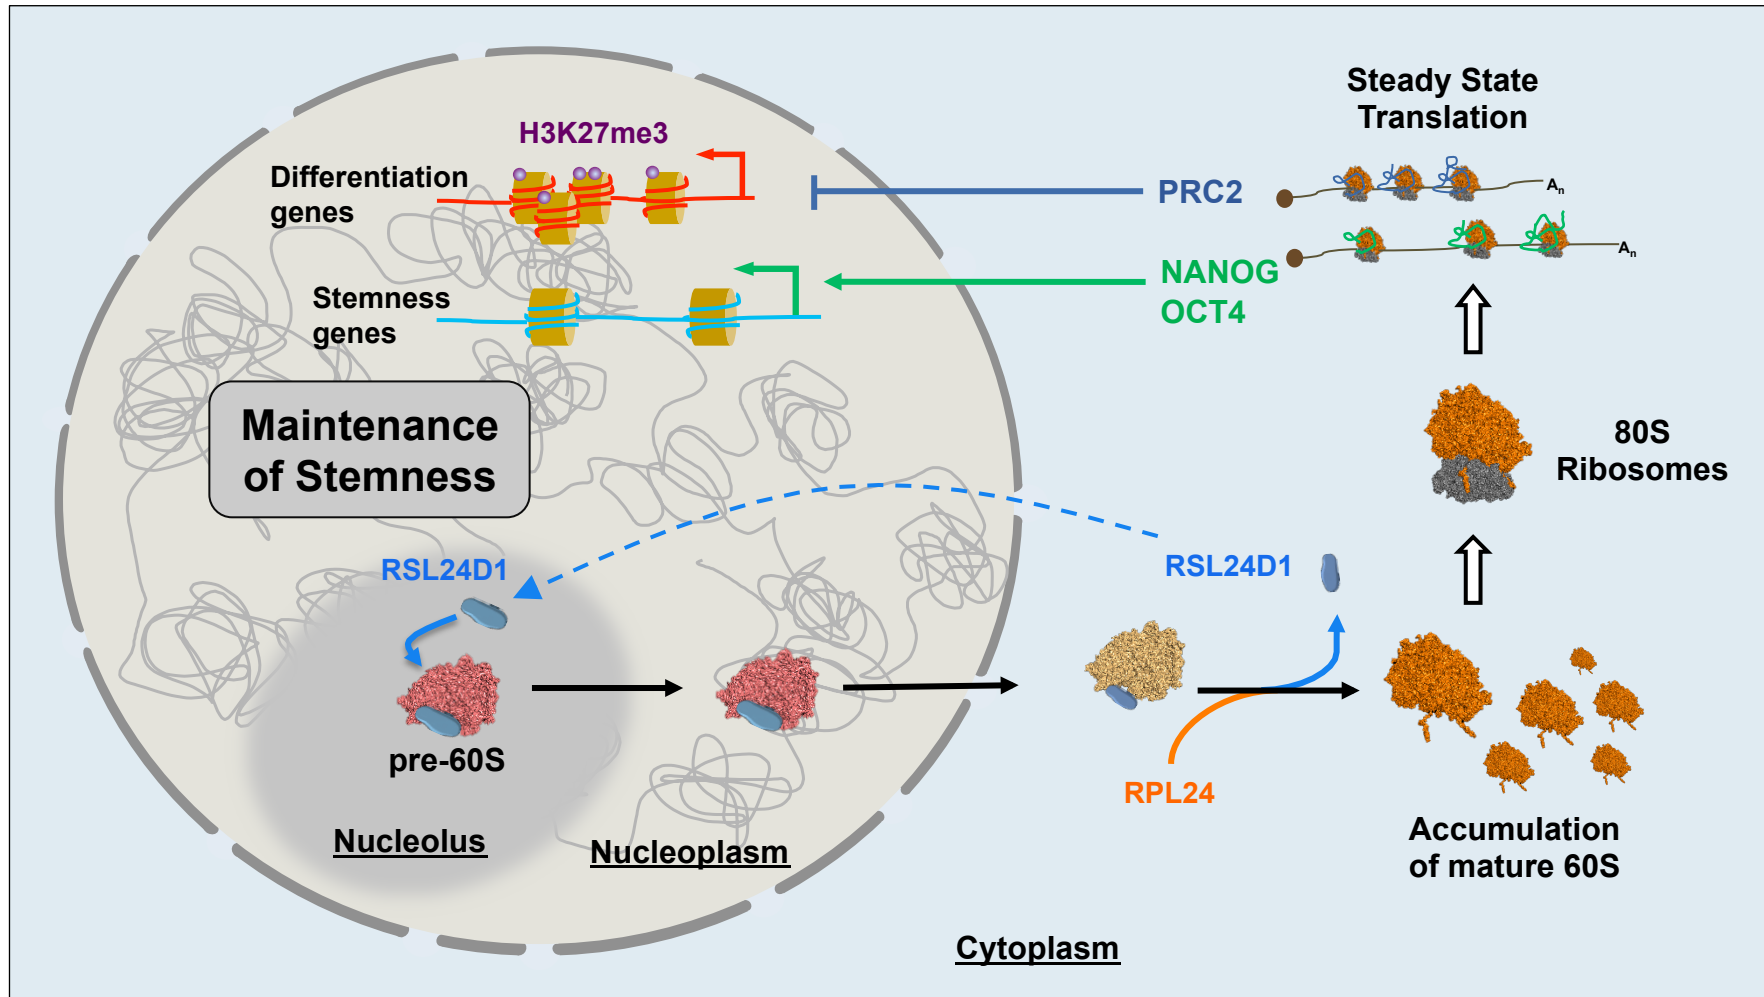 H3K27me3
Differentiation
genes
Stemness
genes
PRC2
NANOG
OCT4
Steady State
Translation
An
An
80S
Ribosomes
Maintenance
of Stemness
RSL24D1
RSL24D1
pre-60S
RPL24
Nucleolus
Nucleoplasm
Accumulation
of mature 60S
Cytoplasm